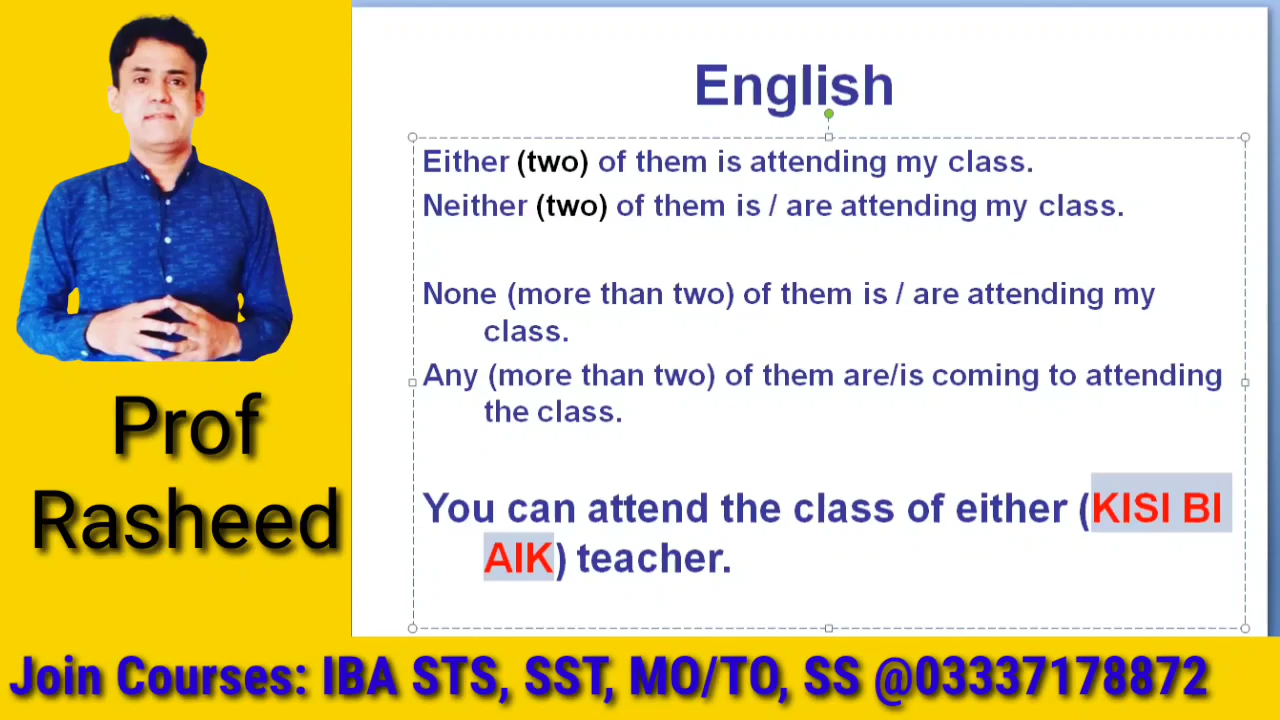 English
Either (two) of them is attending my class.
Neither (two) of them is / are attending my class.
None (more than two) of them is / are attending my
class.
Any (more than two) of them are/is coming to attending
the class.
You can attend the class of either (KISI BI
AIK) teacher.
Prof
Rasheed
Join Courses: IBA STS, SST, MO/TO, SS @03337178872